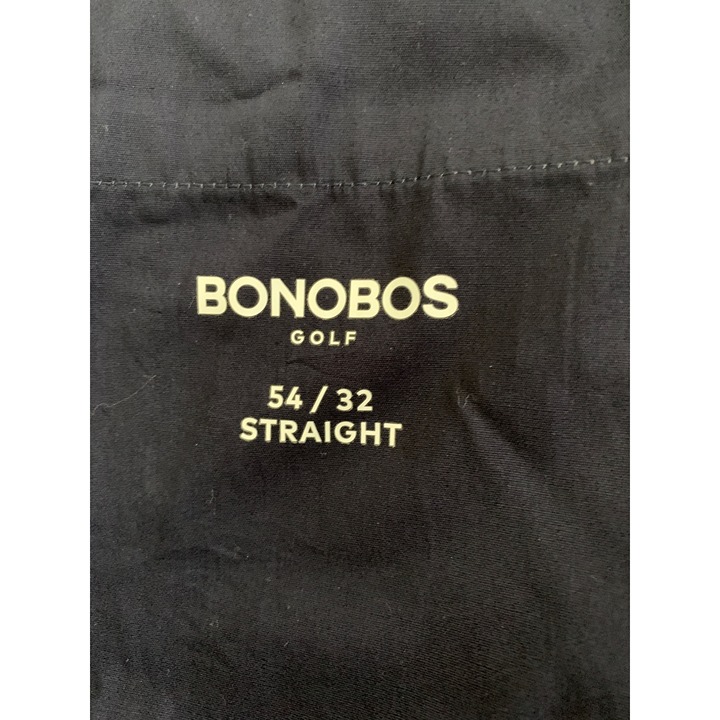 BONOBOS
GOLF
54 / 32
STRAIGHT